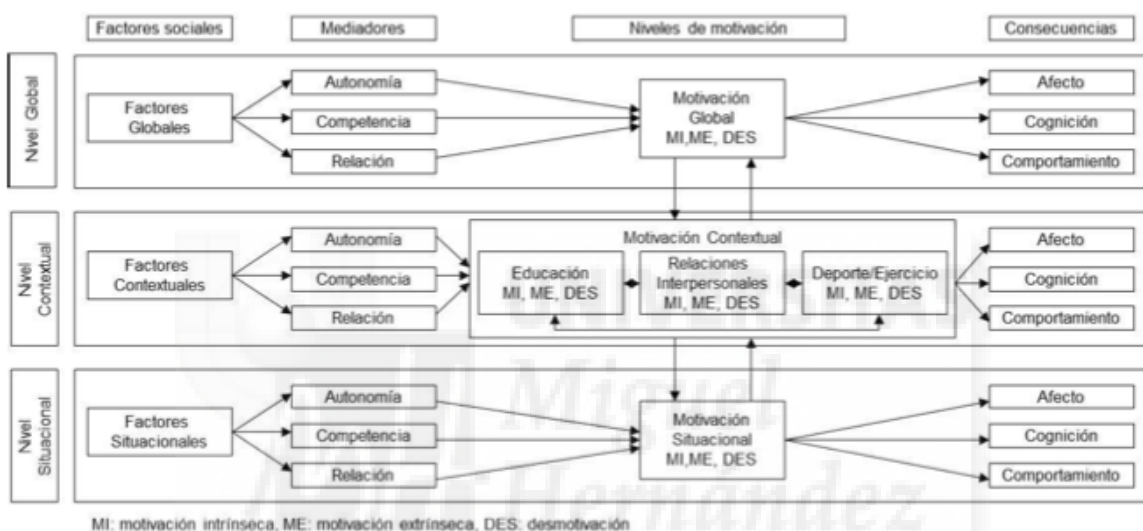 Factores sociales
Mediadores
Niveles de motivación
Consecuencias
Nivel Global
Factores
Globales
Autonomía
Competencia
Relación
Motivación
Global
MI,ME, DES
Afecto
Cognición
Comportamiento
Nivel
Contextual
Factores
Contextuales
Autonomía
Competencia
Relación
Motivación Contextual
Educación
MI, ME, DES
Relaciones
Interpersonales
MI, ME, DES
Deporte/Ejercicio
MI, ME, DES
Afecto
Cognición
Comportamiento
Nivel
Situacional
Factores
Situacionales
Autonomía
Competencia
Relación
Motivación
Situacional
MI,ME, DES
Afecto
Cognición
Comportamiento
UNIVERSITAS
Miguel
Hernández
MI: motivación intrínseca, ME: motivación extrínseca, DES: desmotivación